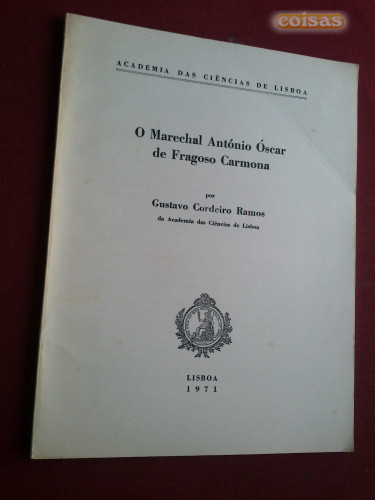 coisas
ACADEMIA DAS CIÊNCIAS DE LISBOA
O Marechal António Óscar
de Fragoso Carmona
por
Gustavo Cordeiro Ramos
da Academia das Ciências de Lisboa
LISBOA
1971